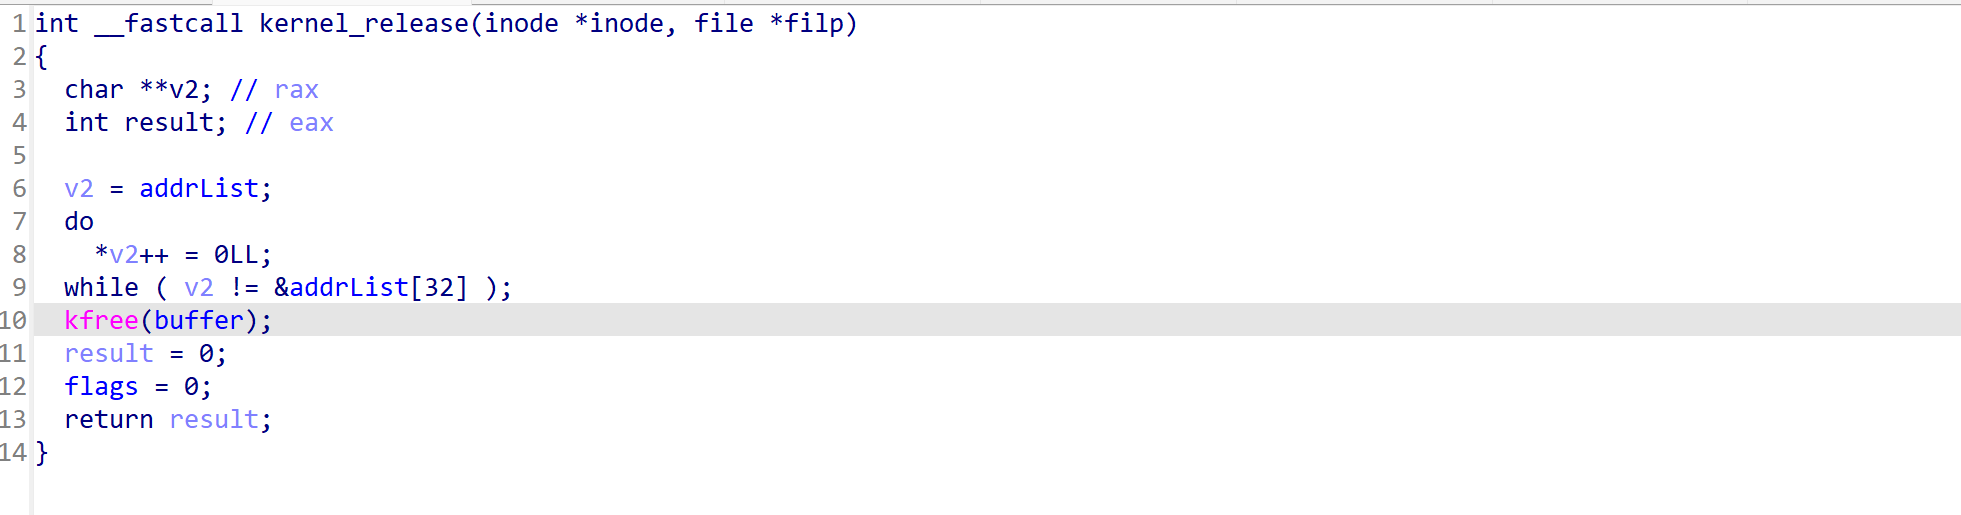 1 int __fastcall kernel_release(inode *inode, file *filp)
2 {
3   char **v2; // rax
4   int result; // eax
5
6   v2 = addrList;
7   do
8     *v2++ = 0LL;
9   while ( v2 != &addrList[32] );
10   kfree(buffer);
11   result = 0;
12   flags = 0;
13   return result;
14 }